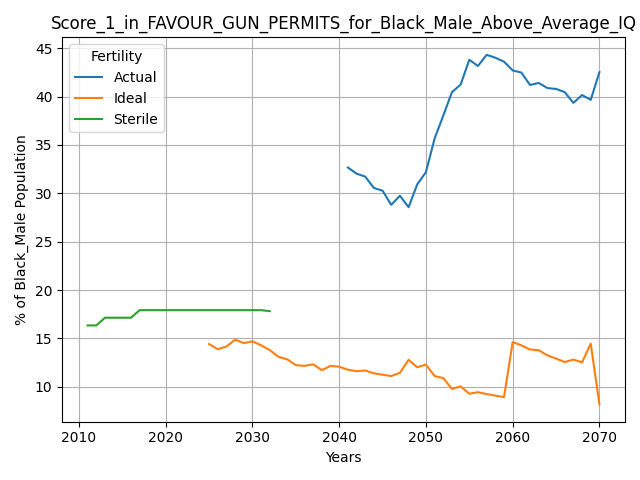 Score_1_in_FAVOUR_GUN_PERMITS_for_Black_Male_Above_Average_IQ
Fertility
Actual
Ideal
Sterile
% of Black_Male Population
45
40
35
30
25
20
15
10
2010 2020 2030 2040 2050 2060 2070
Years